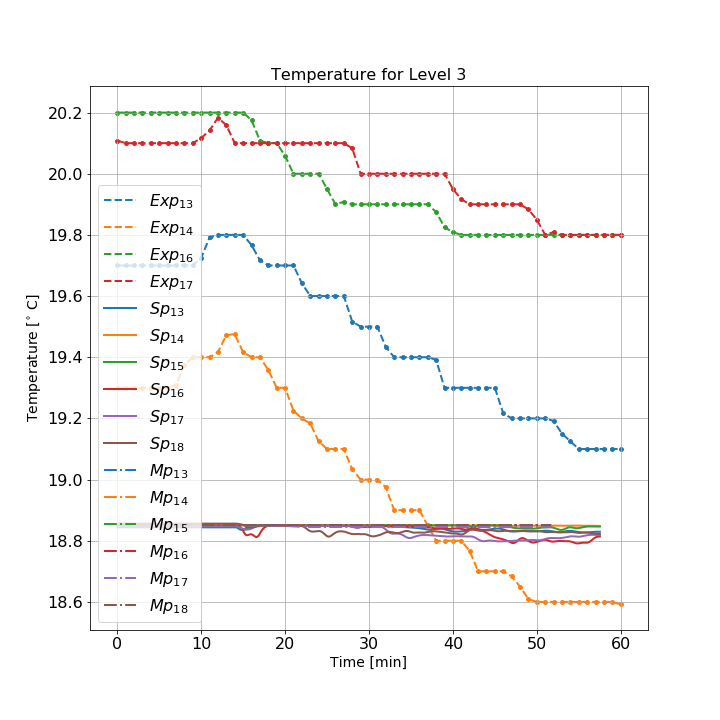 Temperature for Level 3
20.2
20.0
19.8
19.6
19.4
19.2
19.0
18.8
18.6
Temperature [° C]
Exp13
Exp14
Exp16
Exp17
Sp13
Sp14
Sp15
Sp16
Sp17
Sp18
Mp13
Mp14
Mp15
Mp16
Mp17
Mp18
0 10 20 30 40 50 60
Time [min]